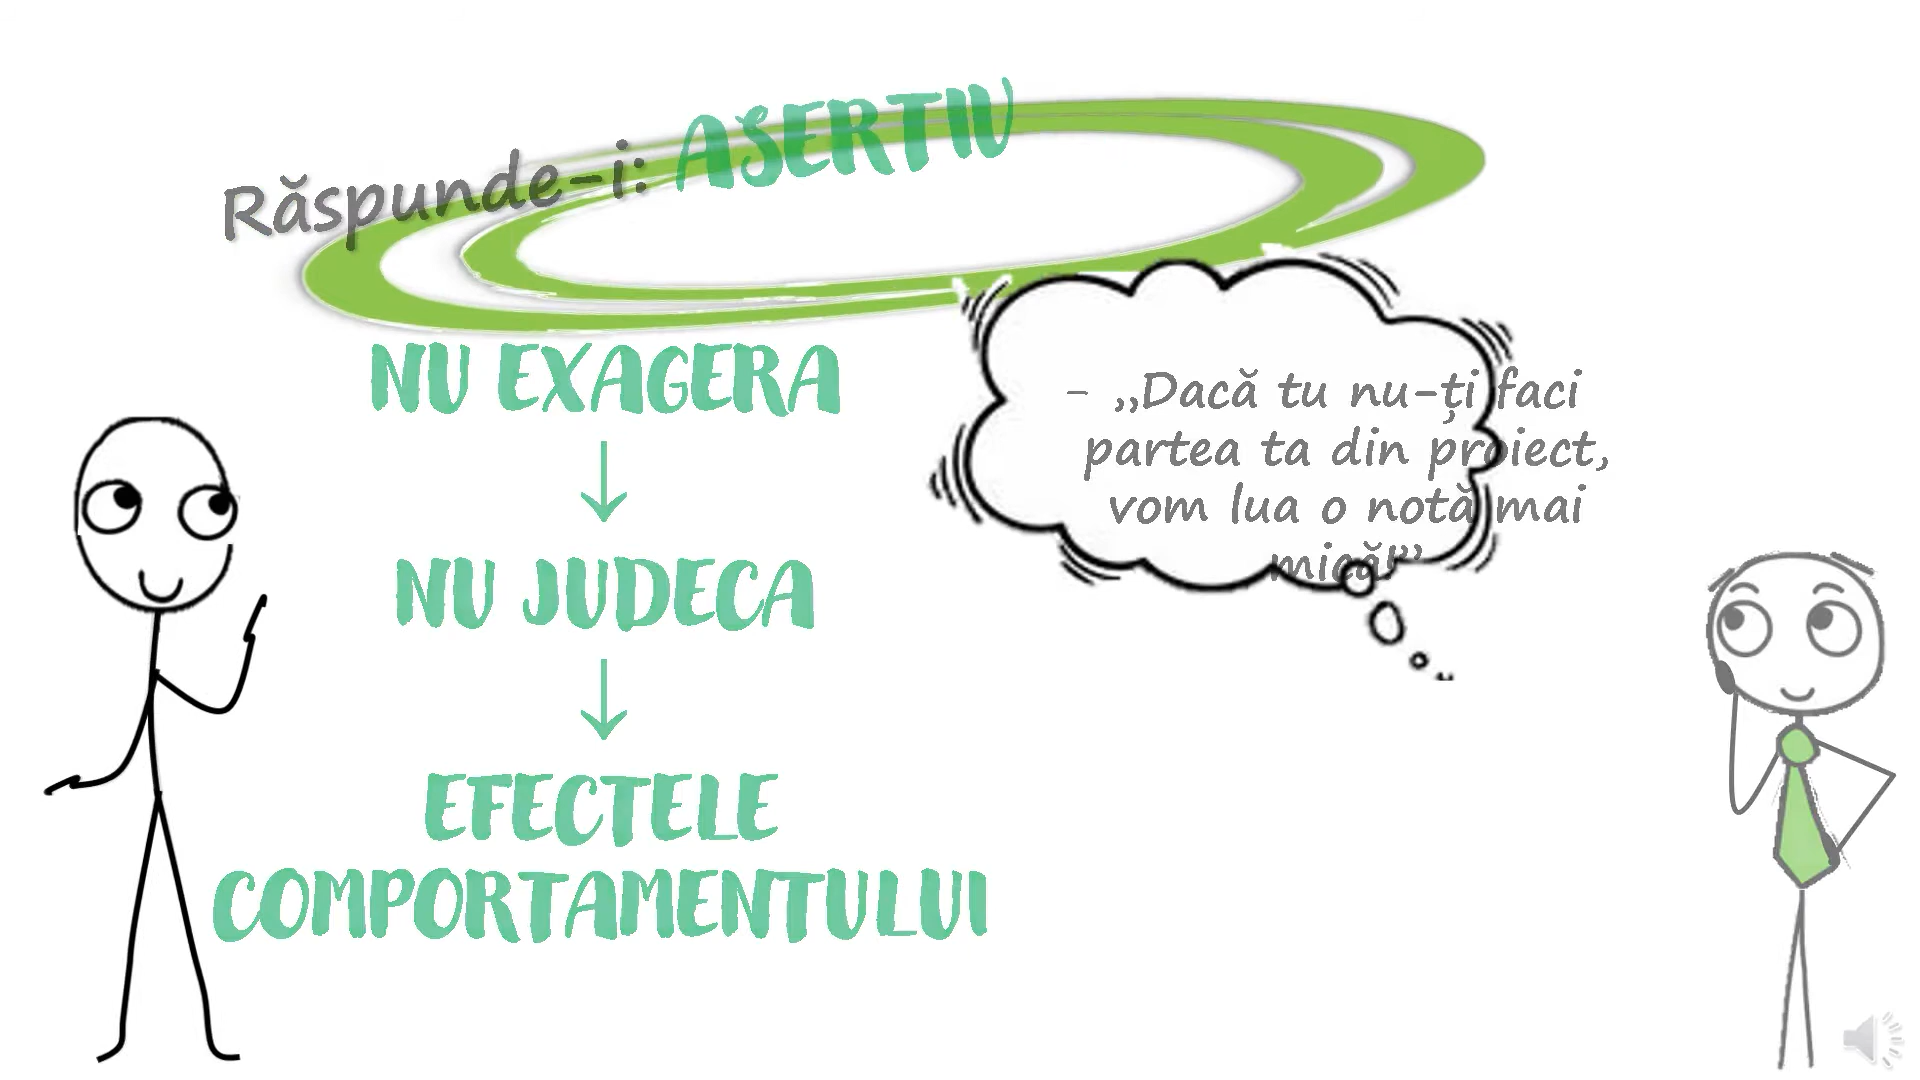 Răspunde-i: ASERTIV
NU EXAGERA
NU JUDECA
EFECTELE
COMPORTAMENTULUI
- ,,Dacă tu nu-ți faci
partea ta din proiect,
vom lua o notă mai
mică!”